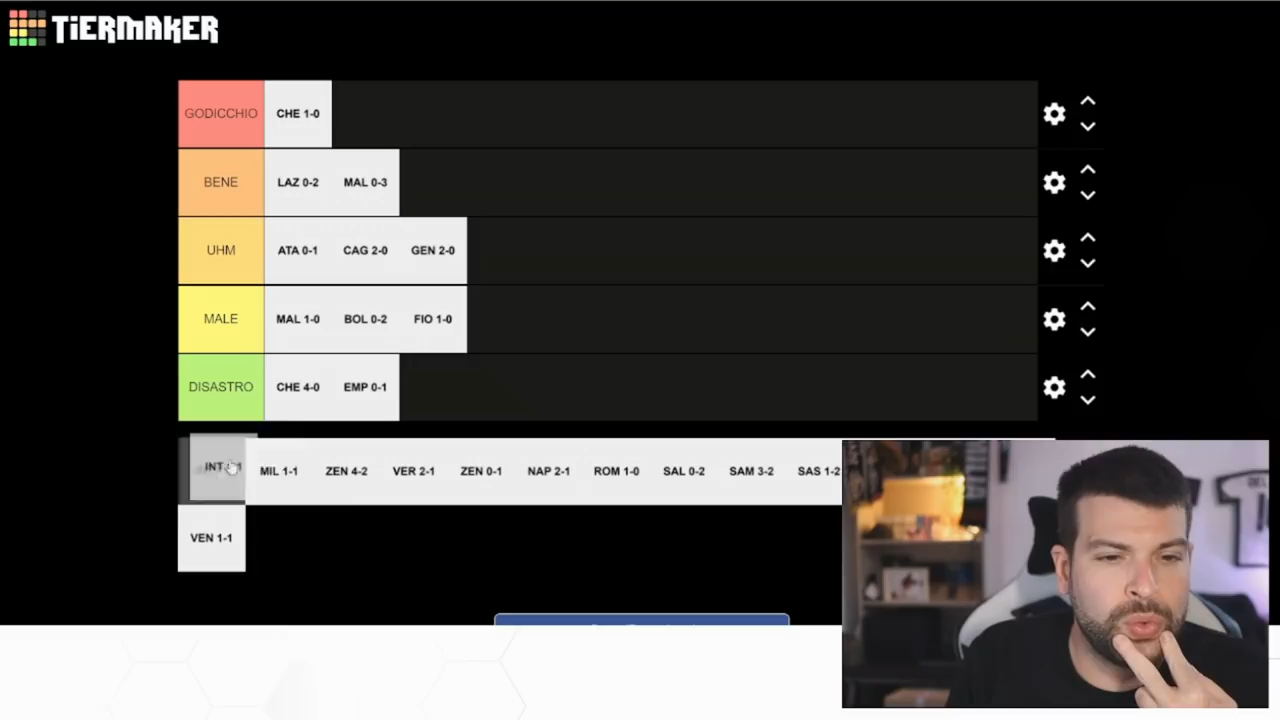 TiERMAKER
GODICCHIO CHE 1-0
BENE LAZ 0-2 MAL 0-3
UHM ATA 0-1 CAG 2-0 GEN 2-0
MALE MAL 1-0 BOL 0-2 FIO 1-0
DISASTRO CHE 4-0 EMP 0-1
INT MIL 1-1 ZEN 4-2 VER 2-1 ZEN 0-1 NAP 2-1 ROM 1-0 SAL 0-2 SAM 3-2 SAS 1-2
VEN 1-1